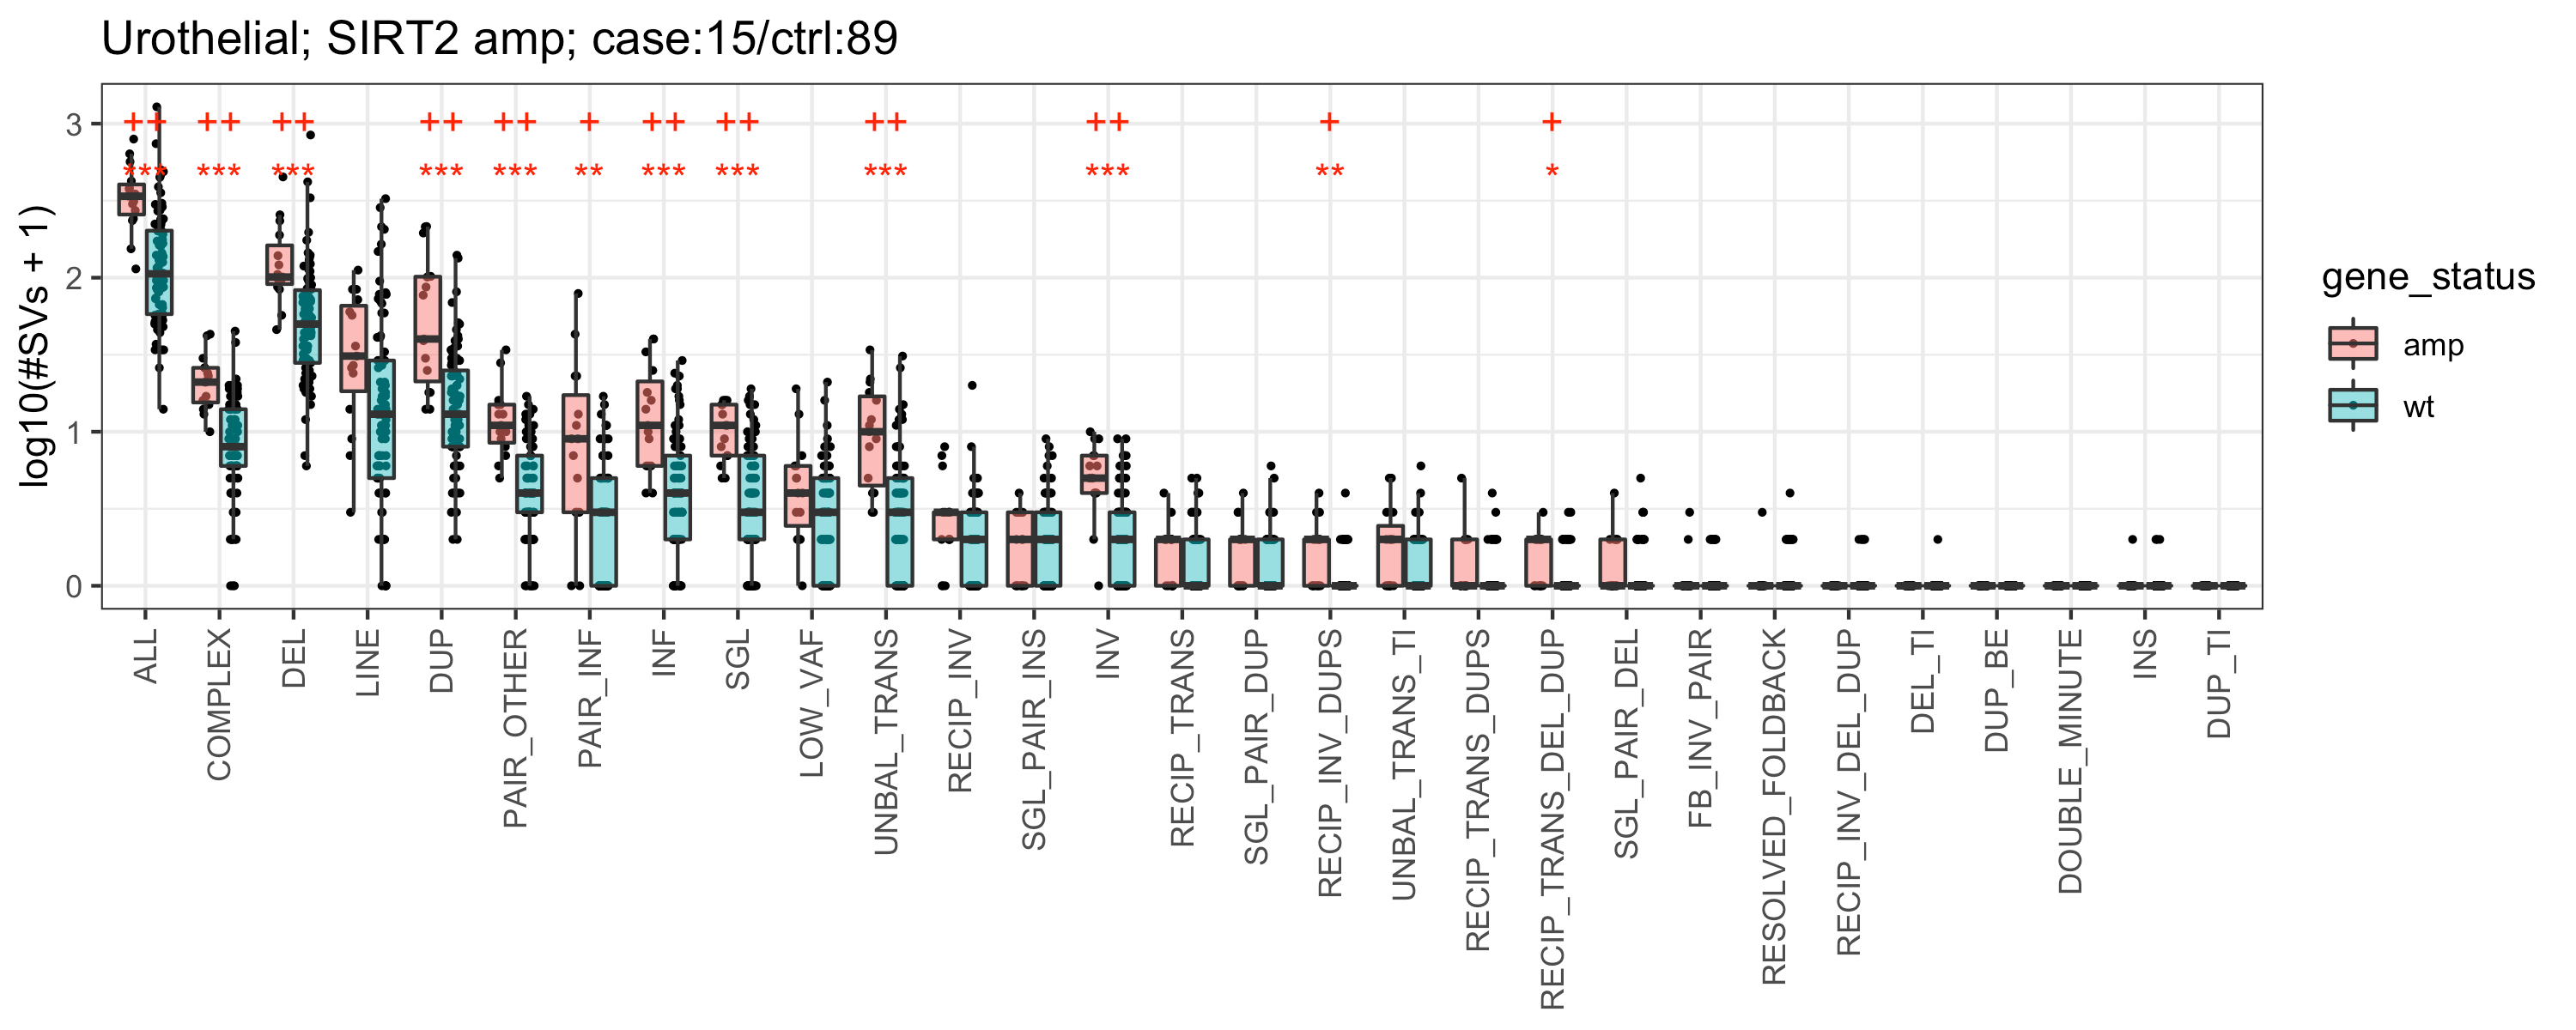 Urothelial; SIRT2 amp; case:15/ctrl:89
log10(#SVs + 1)
3
2
1
0
++ ++ ++ ++ ++ + ++ ++ ++ ++ + +
*** *** *** *** *** ** *** *** *** *** ** *
ALL
COMPLEX
DEL
LINE
DUP
PAIR_OTHER
PAIR_INF
INF
SGL
LOW_VAF
UNBAL_TRANS
RECIP_INV
SGL_PAIR_INS
INV
RECIP_TRANS
SGL_PAIR_DUP
RECIP_INV_DUPS
UNBAL_TRANS_TI
RECIP_TRANS_DUPS
RECIP_TRANS_DEL_DUP
SGL_PAIR_DEL
FB_INV_PAIR
RESOLVED_FOLDBACK
RECIP_INV_DEL_DUP
DEL_TI
DUP_BE
DOUBLE_MINUTE
INS
DUP_TI
gene_status
amp
wt